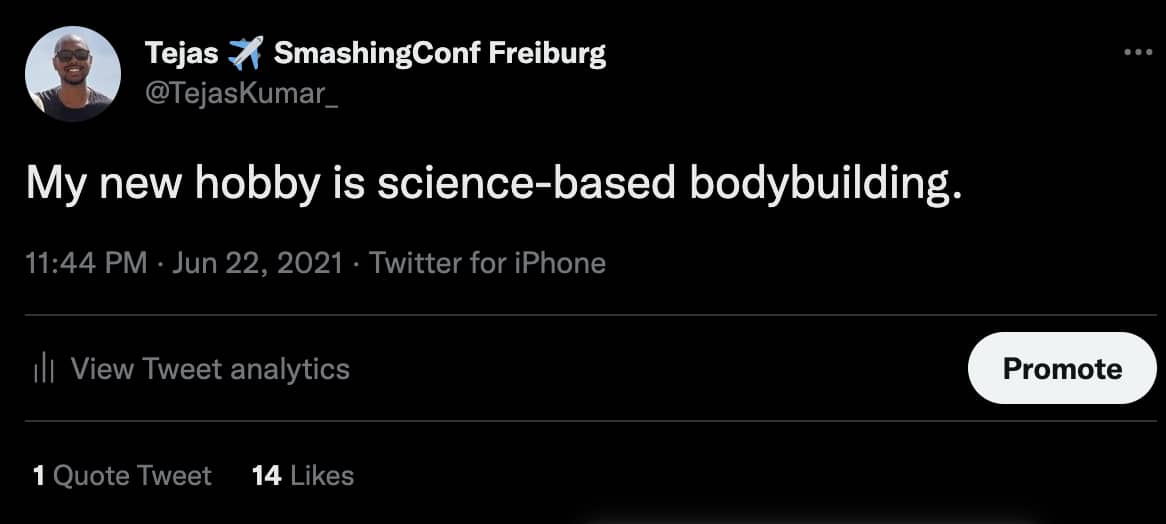 Tejas ✈️ SmashingConf Freiburg
@TejasKumar_
My new hobby is science-based bodybuilding.
11:44 PM · Jun 22, 2021 · Twitter for iPhone
View Tweet analytics
Promote
1 Quote Tweet 14 Likes